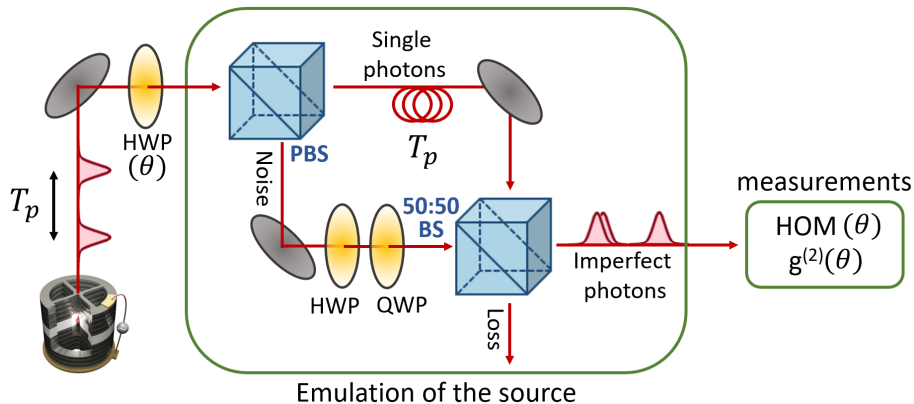 Single
photons
T_p
HWP
(θ)
PBS
Noise
T_p
50:50
BS
HWP
QWP
Loss
Imperfect
photons
measurements
HOM (θ)
g⁽²⁾(θ)
Emulation of the source